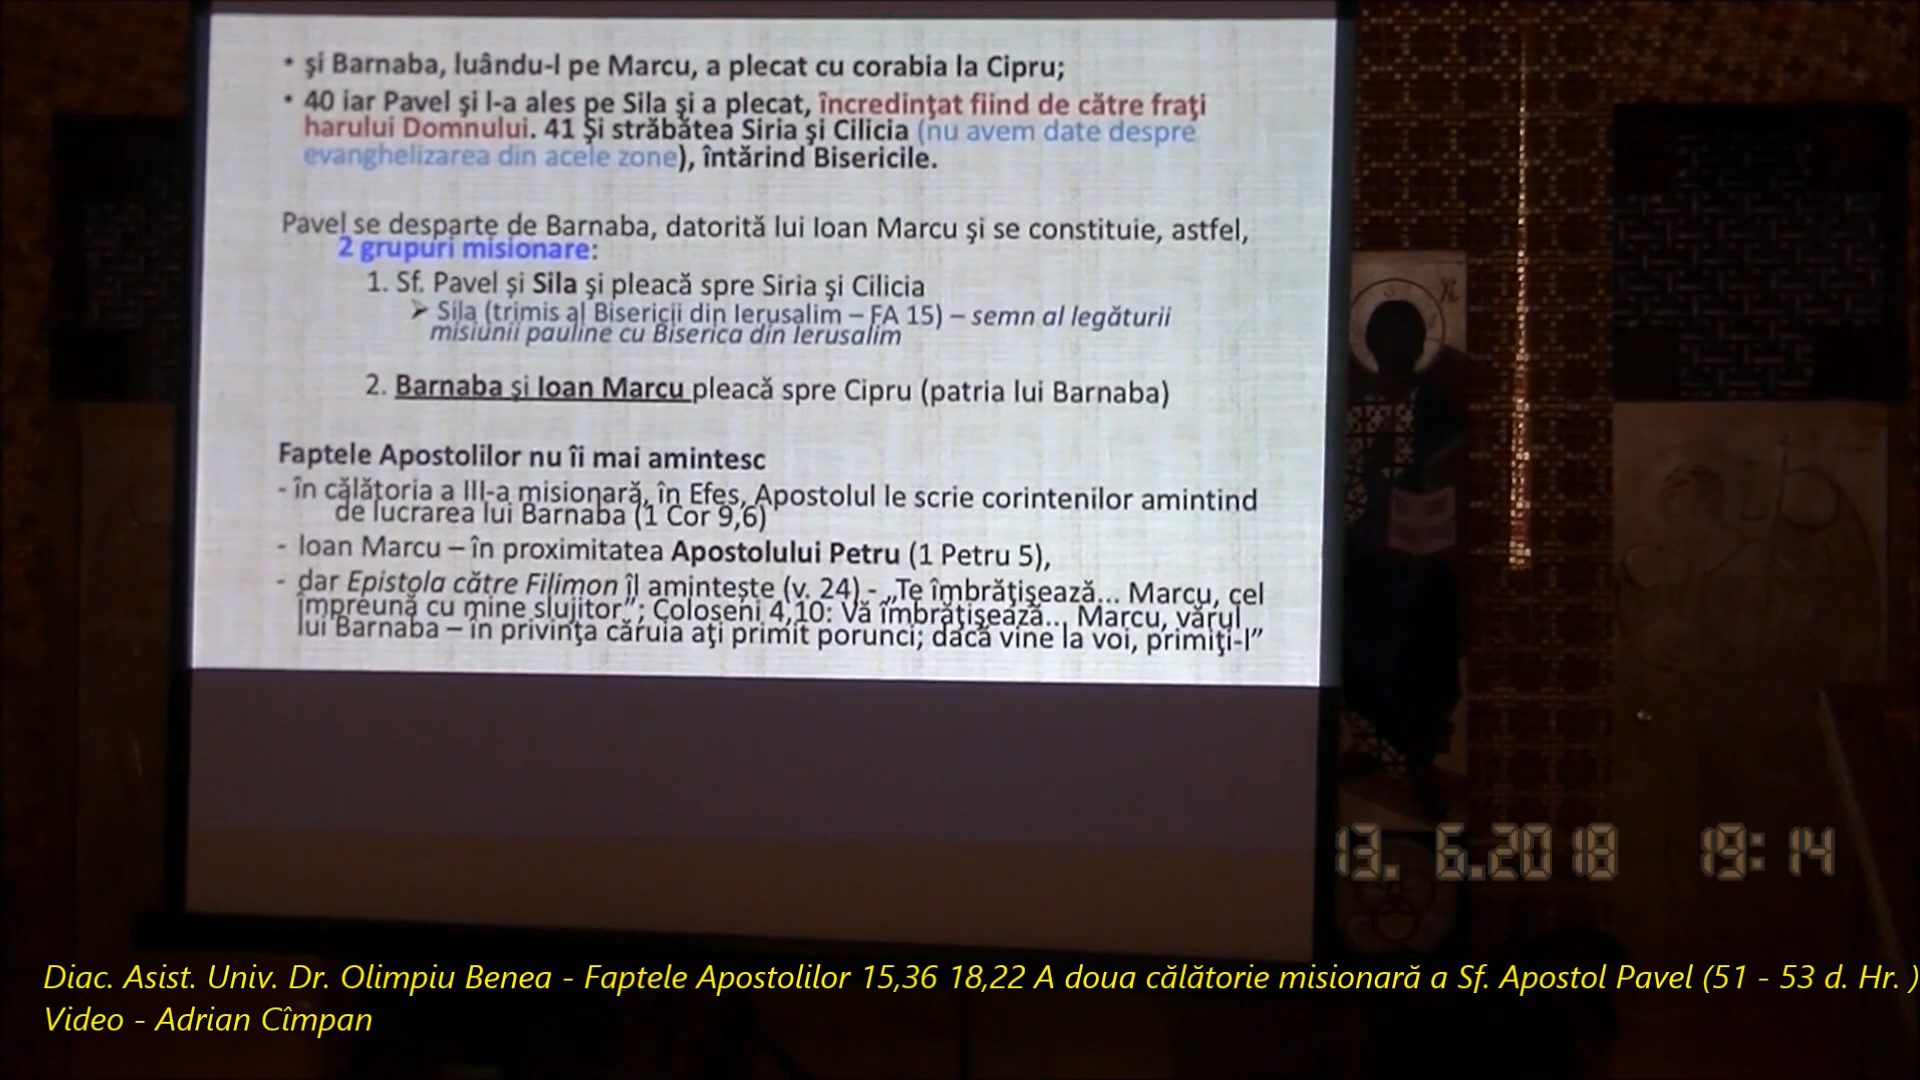 • şi Barnaba, luându-l pe Marcu, a plecat cu corabia la Cipru;
• 40 iar Pavel şi l-a ales pe Sila şi a plecat, încredinţat fiind de către fraţi
harului Domnului. 41 Şi străbătea Siria şi Cilicia (nu avem date despre
evanghelizarea din acele zone), întărind Bisericile.
Pavel se desparte de Barnaba, datorită lui Ioan Marcu şi se constituie, astfel,
2 grupuri misionare:
1. Sf. Pavel şi Sila şi pleacă spre Siria şi Cilicia
➢ Sila (trimis al Bisericii din Ierusalim – FA 15) – semn al legăturii
misiunii pauline cu Biserica din Ierusalim
2. Barnaba şi Ioan Marcu pleacă spre Cipru (patria lui Barnaba)
Faptele Apostolilor nu îi mai amintesc
- în călătoria a III-a misionară, în Efes, Apostolul le scrie corintenilor amintind
de lucrarea lui Barnaba (1 Cor 9,6)
- Ioan Marcu – în proximitatea Apostolului Petru (1 Petru 5),
- dar Epistola către Filimon îl aminteşte (v. 24) - „Te îmbrăţişează... Marcu, cel
împreună cu mine slujitor”; Coloseni 4,10: Vă îmbrăţişează... Marcu, vărul
lui Barnaba – în privinţa căruia aţi primit porunci; dacă vine la voi, primiţi-l”
13. 6.2018 19:14
Diac. Asist. Univ. Dr. Olimpiu Benea - Faptele Apostolilor 15,36 18,22 A doua călătorie misionară a Sf. Apostol Pavel (51 - 53 d. Hr. )
Video - Adrian Cîmpan